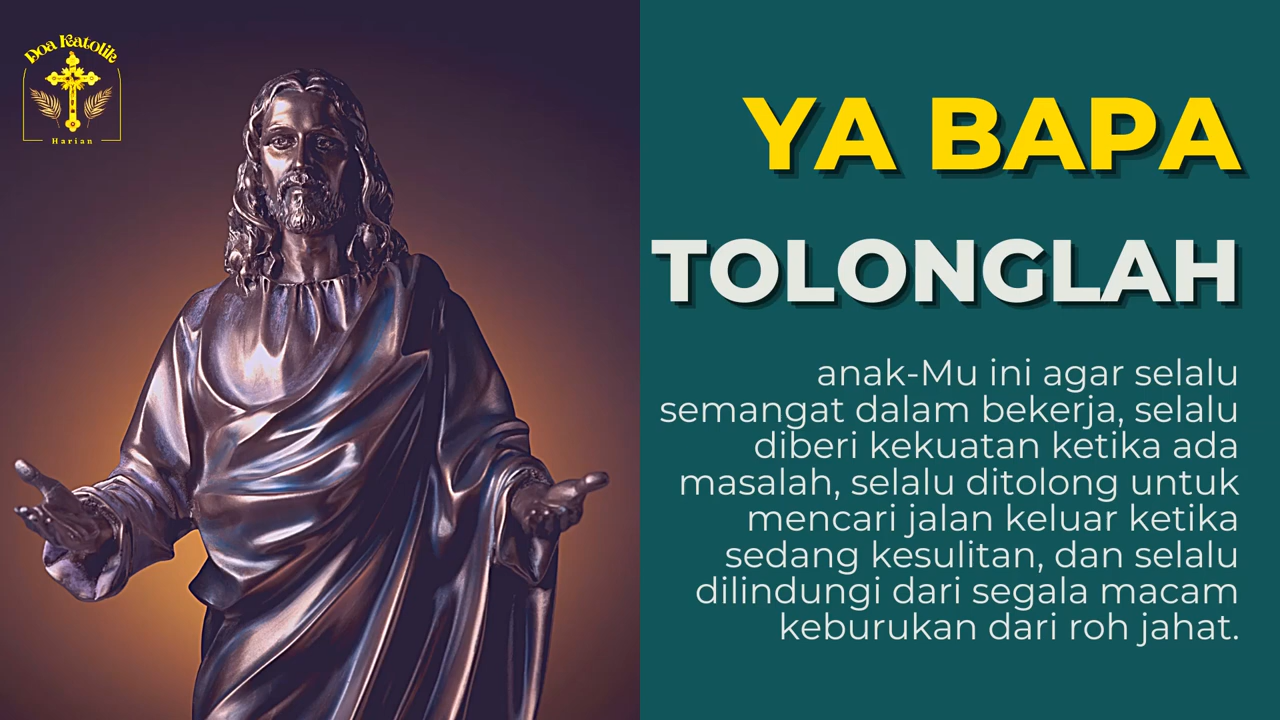 Doa Katolik
Harian
YA BAPA
TOLONGLAH
anak-Mu ini agar selalu
semangat dalam bekerja, selalu
diberi kekuatan ketika ada
masalah, selalu ditolong untuk
mencari jalan keluar ketika
sedang kesulitan, dan selalu
dilindungi dari segala macam
keburukan dari roh jahat.